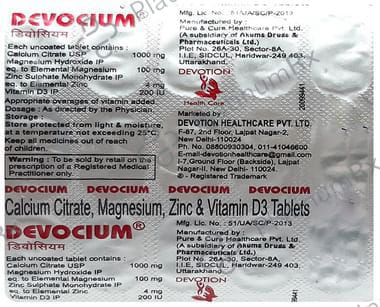 DEVOCIUM
डिवोसियम
Each uncoated tablet contains :
Calcium Citrate USP 1000 mg
Magnesium Hydroxide IP
eq. to Elemental Magnesium 100 mg
Zinc Sulphate Monohydrate IP
eq. to Elemental Zinc 4 mg
Vitamin D3 IP 200 IU
Appropriate overages of vitamin added
Dosage : As directed by the Physician.
Storage :
Store protected from light & moisture,
at a temperature not exceeding 25°C.
Keep all medicines out of reach
of children.
Warning : To be sold by retail on the
prescription of a Registered Medical
Practitioner only.
Mfg. Lic. No.: 51/UA/SC/P-2013
Manufactured by :
Pure & Cure Healthcare Pvt. Ltd.
(A subsidiary of Akums Drugs &
Pharmaceuticals Ltd.)
Plot No. 26A-30, Sector-8A,
I.I.E, SIDCUL, Haridwar-249 403,
Uttarakhand.
DEVOTION
Health Care
Marketed by
DEVOTION HEALTHCARE PVT. LTD.
F-87, 2nd Floor, Lajpat Nagar-2,
New Delhi-110024
Ph. No. 08800930304, 011-41046600
E-mail-devotionhealthcare@gmail.com
I-7,Ground Floor (Backside), Lajpat
Nagar-II, New Delhi- 110024.
® - Registered Trademark
DEVOCIUM DEVOCIUM DEVOCIUM DEVOCIUM DEVOCIUM
Calcium Citrate, Magnesium, Zinc & Vitamin D3 Tablets
DEVOCIUM®
डिवोसियम
Each uncoated tablet contains :
Calcium Citrate USP 1000 mg
Magnesium Hydroxide IP
eq. to Elemental Magnesium 100 mg
Zinc Sulphate Monohydrate IP
eq. to Elemental Zinc 4 mg
Vitamin D3 IP 200 IU
Mfg. Lic. No.: 51/UA/SC/P-2013
Manufactured by :
Pure & Cure Healthcare Pvt. Ltd.
(A subsidiary of Akums Drugs &
Pharmaceuticals Ltd.)
Plot No. 26A-30, Sector-8A,
I.I.E, SIDCUL, Haridwar-249 403,
Uttarakhand.
DEVOTION